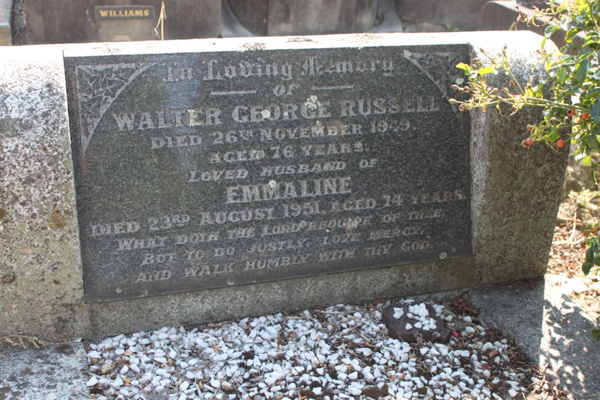 WILLIAMS
In Loving Memory
OF
WALTER GEORGE RUSSELL
DIED 26TH NOVEMBER 1949.
AGED 76 YEARS.
LOVED HUSBAND OF
EMMALINE
DIED 23RD AUGUST 1951, AGED 74 YEARS.
WHAT DOTH THE LORD REQUIRE OF THEE,
BUT TO DO JUSTLY, LOVE MERCY,
AND WALK HUMBLY WITH THY GOD.